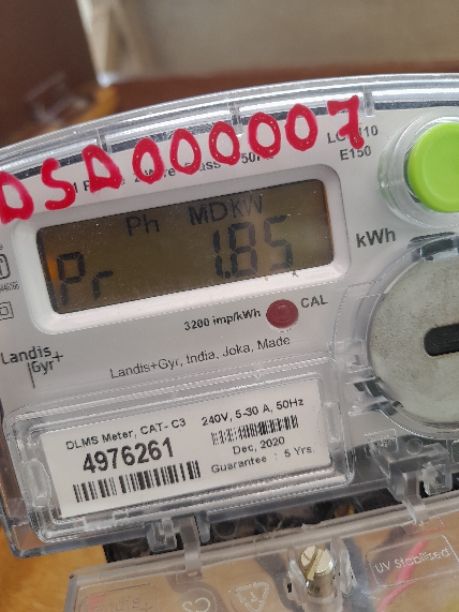 DSD000007
E150
Ph MDKW
Pr 1.85
kWh
3200 imp/kWh
CAL
Landis+
Gyr
Landis+Gyr, India, Joka, Made
DLMS Meter, CAT- C3
240V, 5-30 A, 50Hz
4976261
Dec, 2020
Guarantee : 5 Yrs.
UV Stabilized